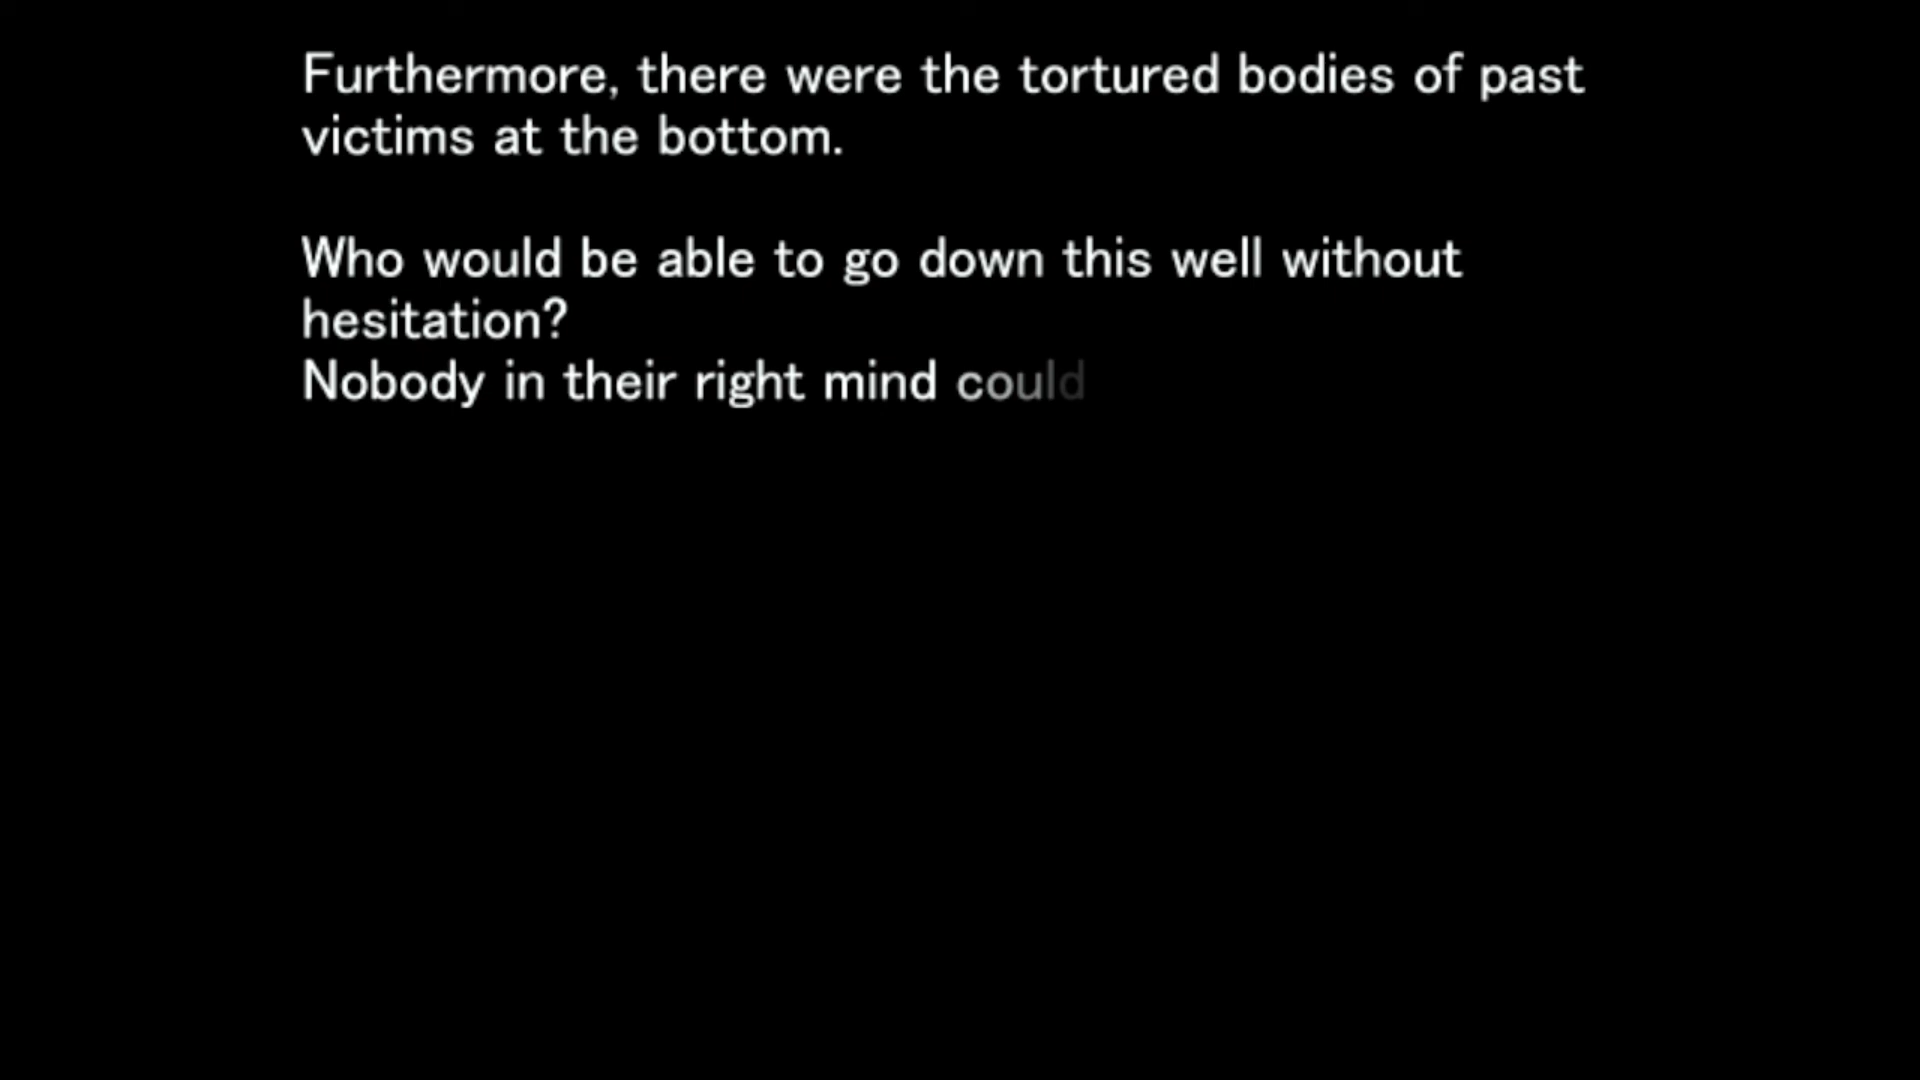 Furthermore, there were the tortured bodies of past
victims at the bottom.
Who would be able to go down this well without
hesitation?
Nobody in their right mind could